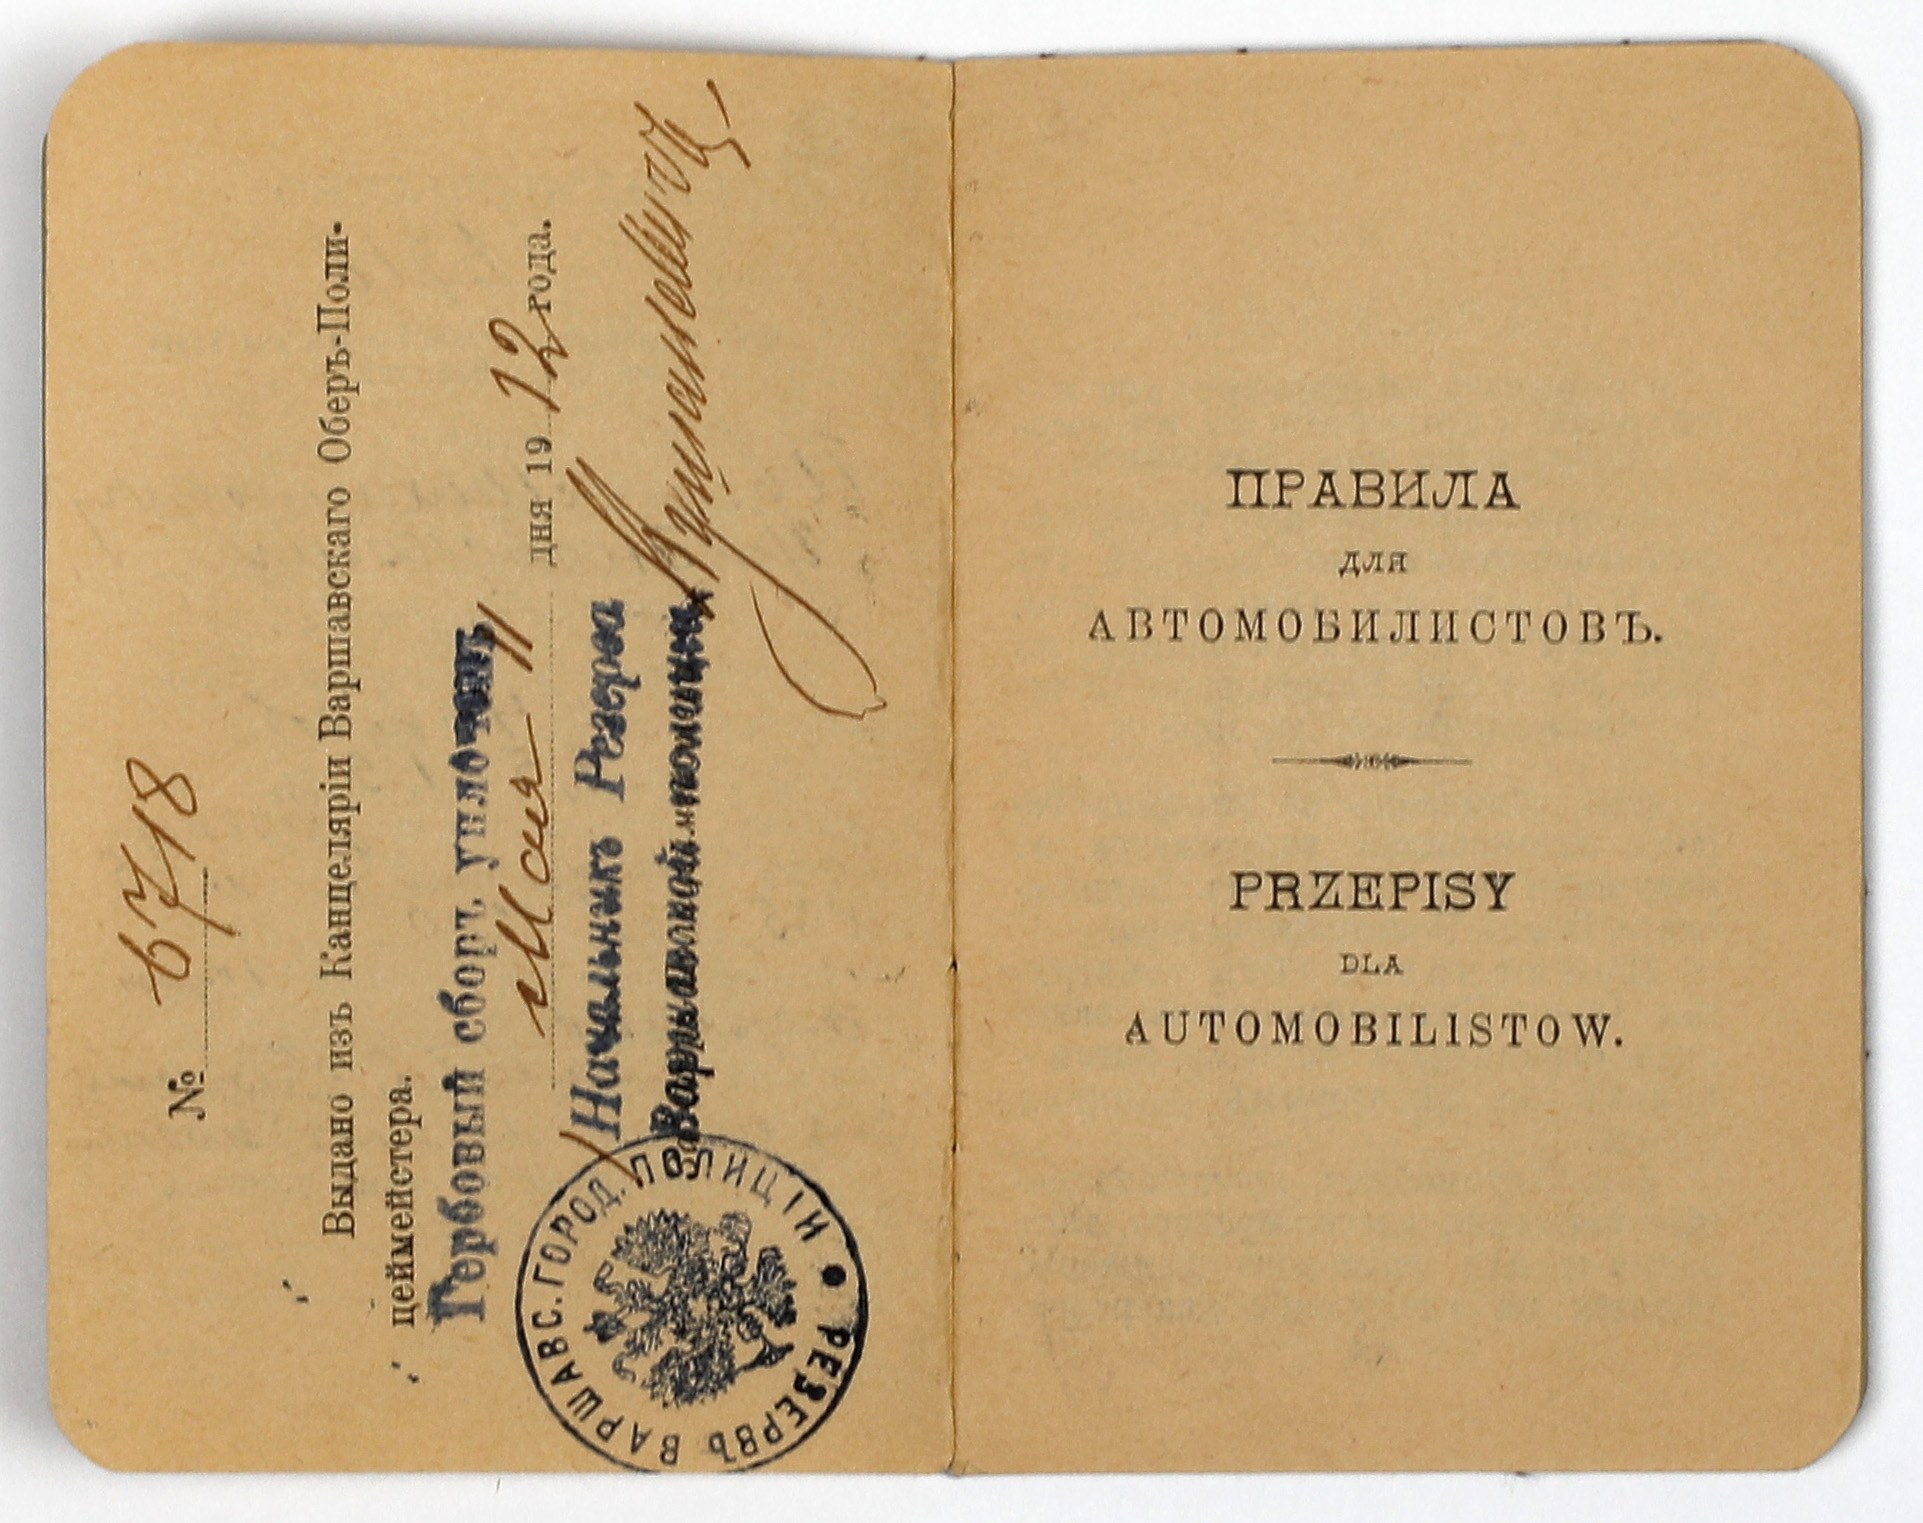 № 6718
Выдано изъ Канцеляріи Варшавскаго Оберъ-Поли-
цеймейстера.
Гербовый сборъ уплоченъ
Мая 11 дня 1912 года.
Начальникъ Резерва
Варшавской полиціи
РЕЗЕРВЪ ВАРШАВС. ГОРОД. ПОЛИЦІИ
ПРАВИЛА
для
АВТОМОБИЛИСТОВЪ.
PRZEPISY
DLA
AUTOMOBIL1STOW.